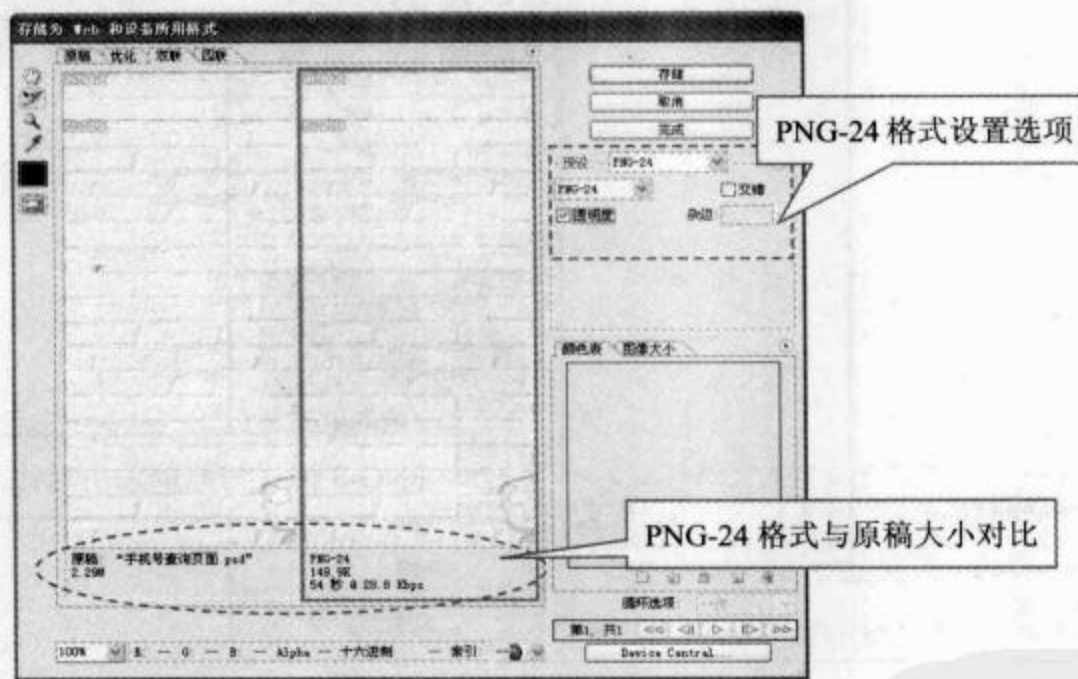 存储为 Web 和设备所用格式
原稿 优化 双联 四联
存储
取消
完成
PNG-24 格式设置选项
预设 PNG-24
PNG-24 交错
透明度 杂边
颜色表 图像大小
PNG-24 格式与原稿大小对比
原稿 “手机号查询页面 psd”
2.29M
PNG-24
149.9K
54 秒 @ 28.8 Kbps
循环选项
第1, 共1
100% R: — G: — B: — Alpha — 十六进制 — 索引 —
Device Central